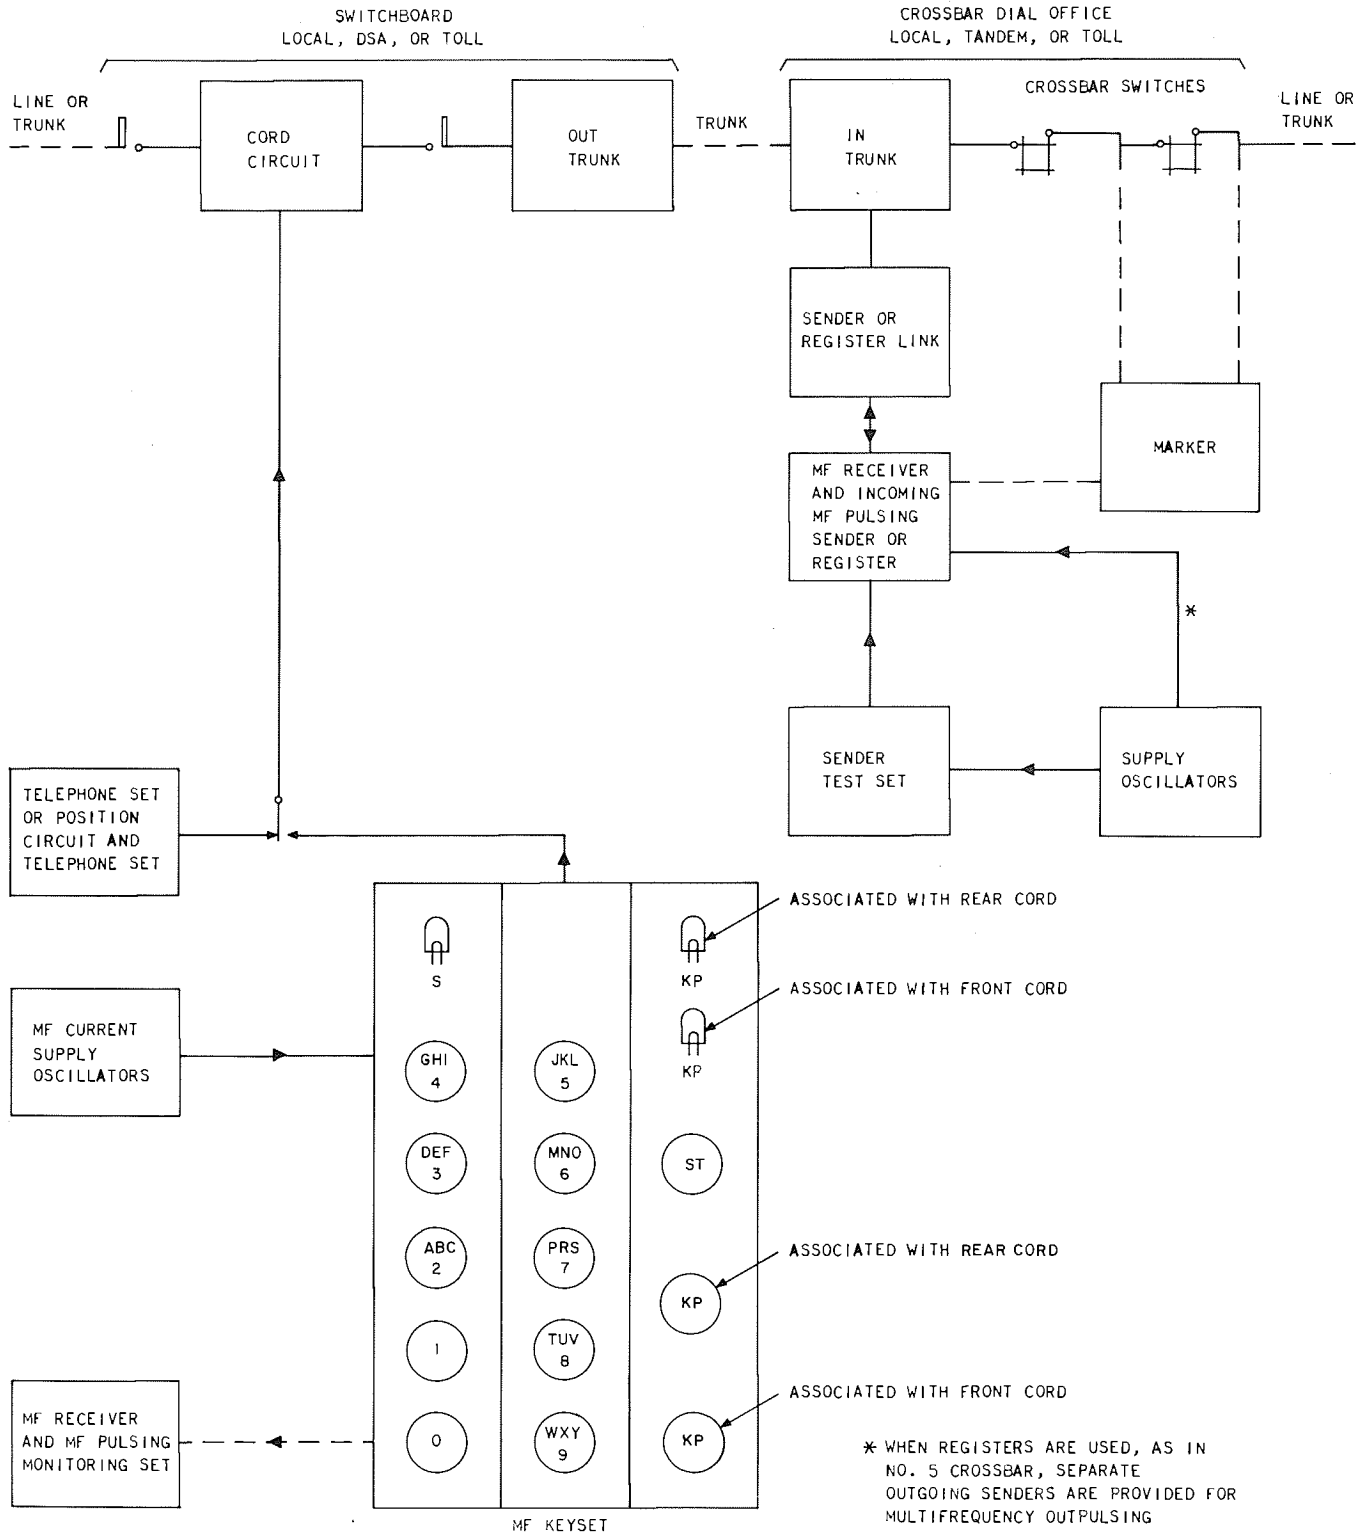 SWITCHBOARD
LOCAL, DSA, OR TOLL
CROSSBAR DIAL OFFICE
LOCAL, TANDEM, OR TOLL
LINE OR
TRUNK
CORD
CIRCUIT
OUT
TRUNK
TRUNK
IN
TRUNK
CROSSBAR SWITCHES
LINE OR
TRUNK
SENDER OR
REGISTER LINK
MF RECEIVER
AND INCOMING
MF PULSING
SENDER OR
REGISTER
MARKER
*
SENDER
TEST SET
SUPPLY
OSCILLATORS
TELEPHONE SET
OR POSITION
CIRCUIT AND
TELEPHONE SET
MF CURRENT
SUPPLY
OSCILLATORS
MF RECEIVER
AND MF PULSING
MONITORING SET
S
GHI
4
DEF
3
ABC
2
1
0
JKL
5
MNO
6
PRS
7
TUV
8
WXY
9
KP
KP
ST
KP
KP
ASSOCIATED WITH REAR CORD
ASSOCIATED WITH FRONT CORD
ASSOCIATED WITH REAR CORD
ASSOCIATED WITH FRONT CORD
MF KEYSET
* WHEN REGISTERS ARE USED, AS IN
NO. 5 CROSSBAR, SEPARATE
OUTGOING SENDERS ARE PROVIDED FOR
MULTIFREQUENCY OUTPULSING